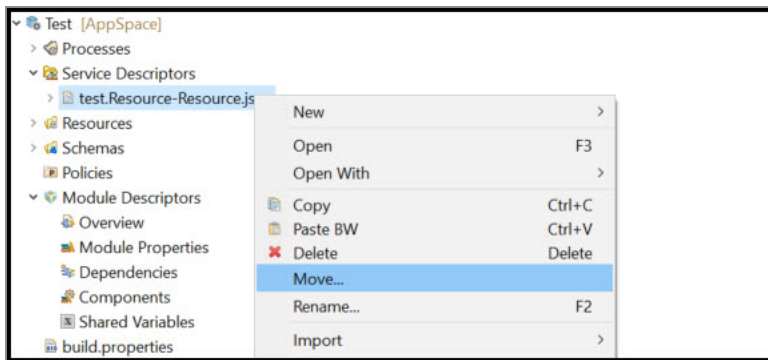 Test [AppSpace]
Processes
Service Descriptors
test.Resource-Resource.js
Resources
Schemas
Policies
Module Descriptors
Overview
Module Properties
Dependencies
Components
Shared Variables
build.properties
New
Open F3
Open With
Copy Ctrl+C
Paste BW Ctrl+V
Delete Delete
Move...
Rename... F2
Import